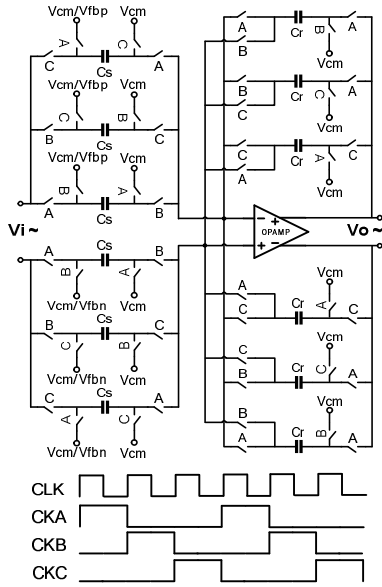 Vcm/Vfbp Vcm
A C
C Cs A
Vcm/Vfbp Vcm
C B
B Cs C
Vcm/Vfbp Vcm
B A
A Cs B
Vi ~
A Cs B
B A
Vcm/Vfbn Vcm
B Cs C
C B
Vcm/Vfbn Vcm
C Cs A
A C
Vcm/Vfbn Vcm
A Cr B A
B
Vcm
B Cr C A
C
Vcm
C Cr A C
A
Vcm
− +
OPAMP
+ −
Vo ~
Vcm
A
C Cr A C
Vcm
C
B Cr C A
Vcm
B
A Cr B A
CLK
CKA
CKB
CKC